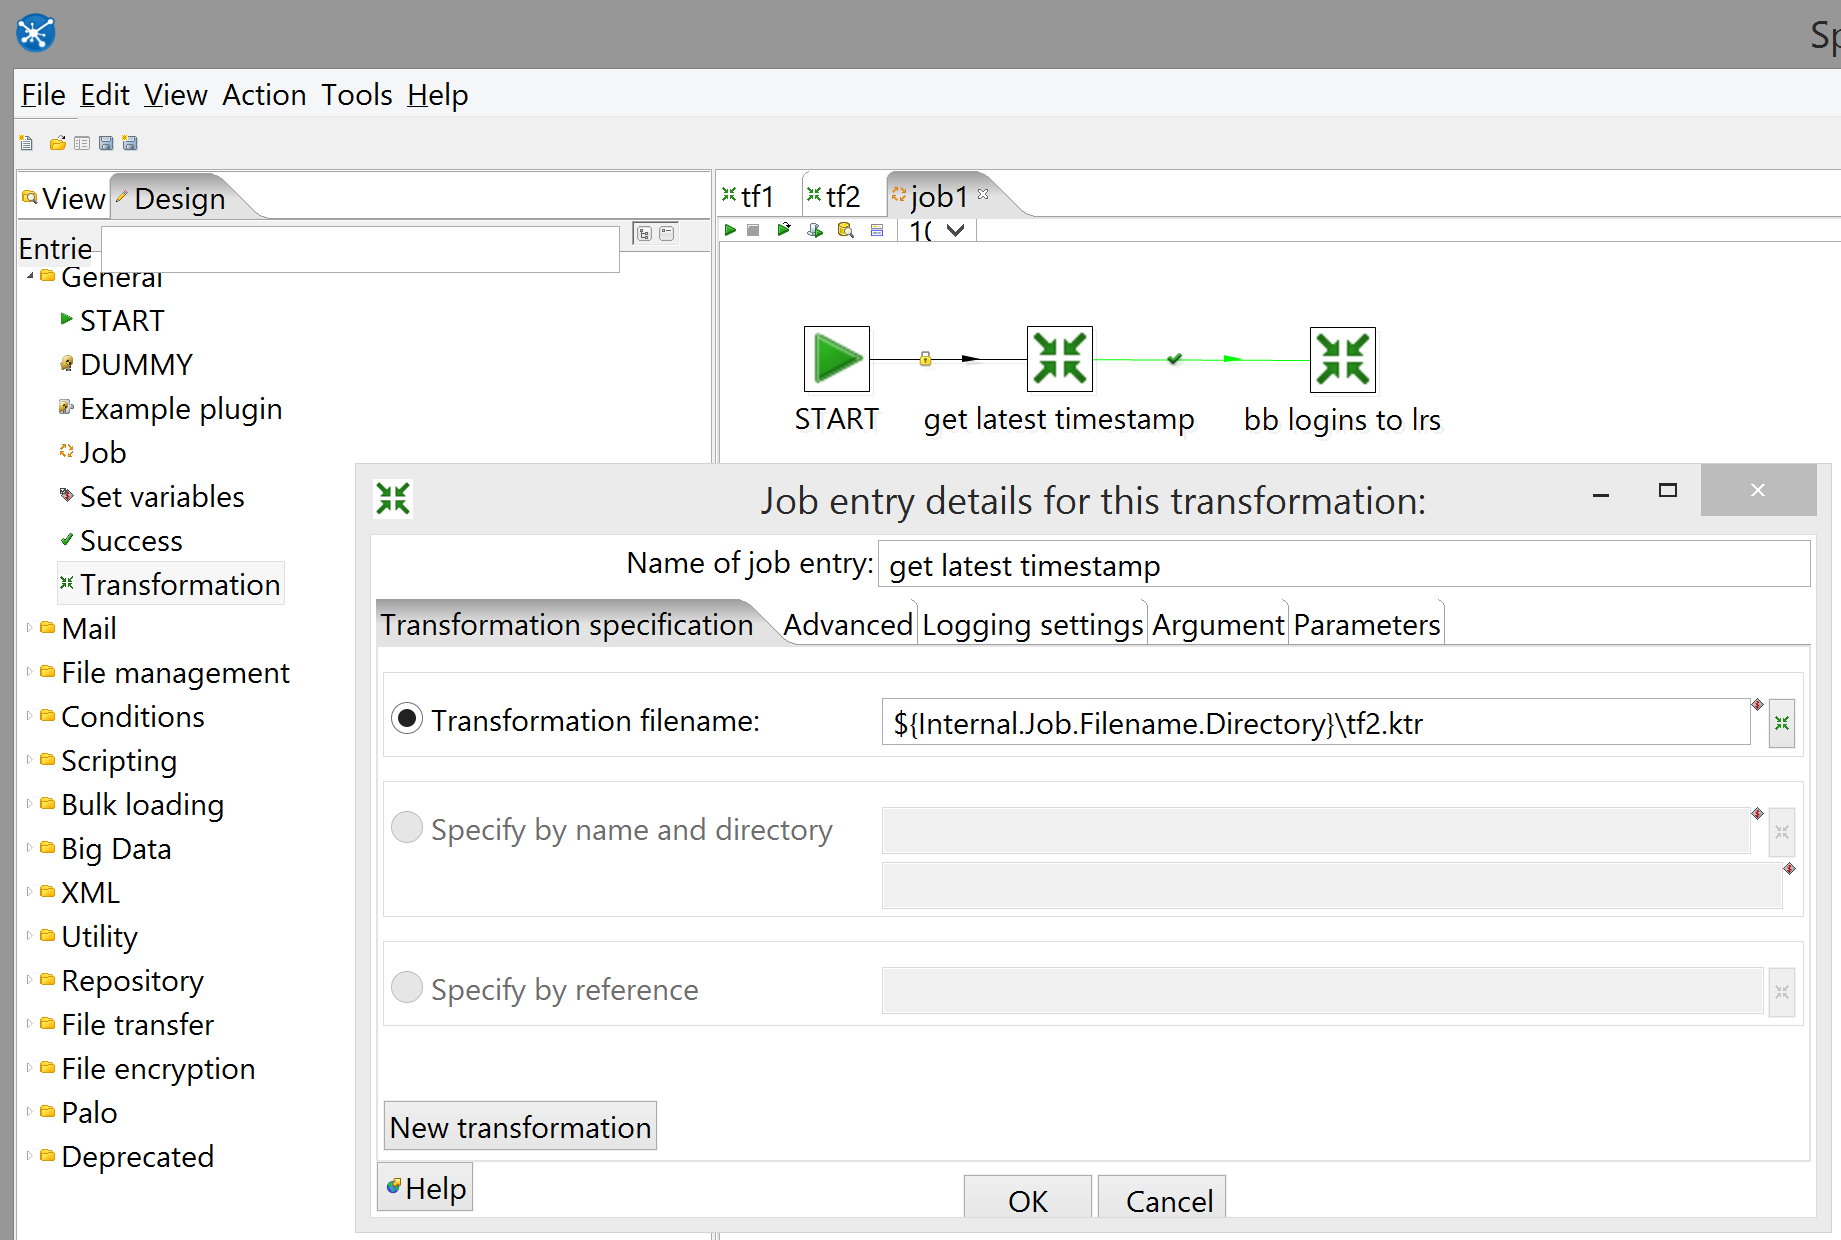 Sp
File Edit View Action Tools Help
View Design
tf1 tf2 job1
Entrie
10
General
START
DUMMY
Example plugin
Job
Set variables
Success
Transformation
Mail
File management
Conditions
Scripting
Bulk loading
Big Data
XML
Utility
Repository
File transfer
File encryption
Palo
Deprecated
START get latest timestamp bb logins to lrs
Job entry details for this transformation:
Name of job entry: get latest timestamp
Transformation specification Advanced Logging settings Argument Parameters
Transformation filename: ${Internal.Job.Filename.Directory}\tf2.ktr
Specify by name and directory
Specify by reference
New transformation
Help
OK Cancel